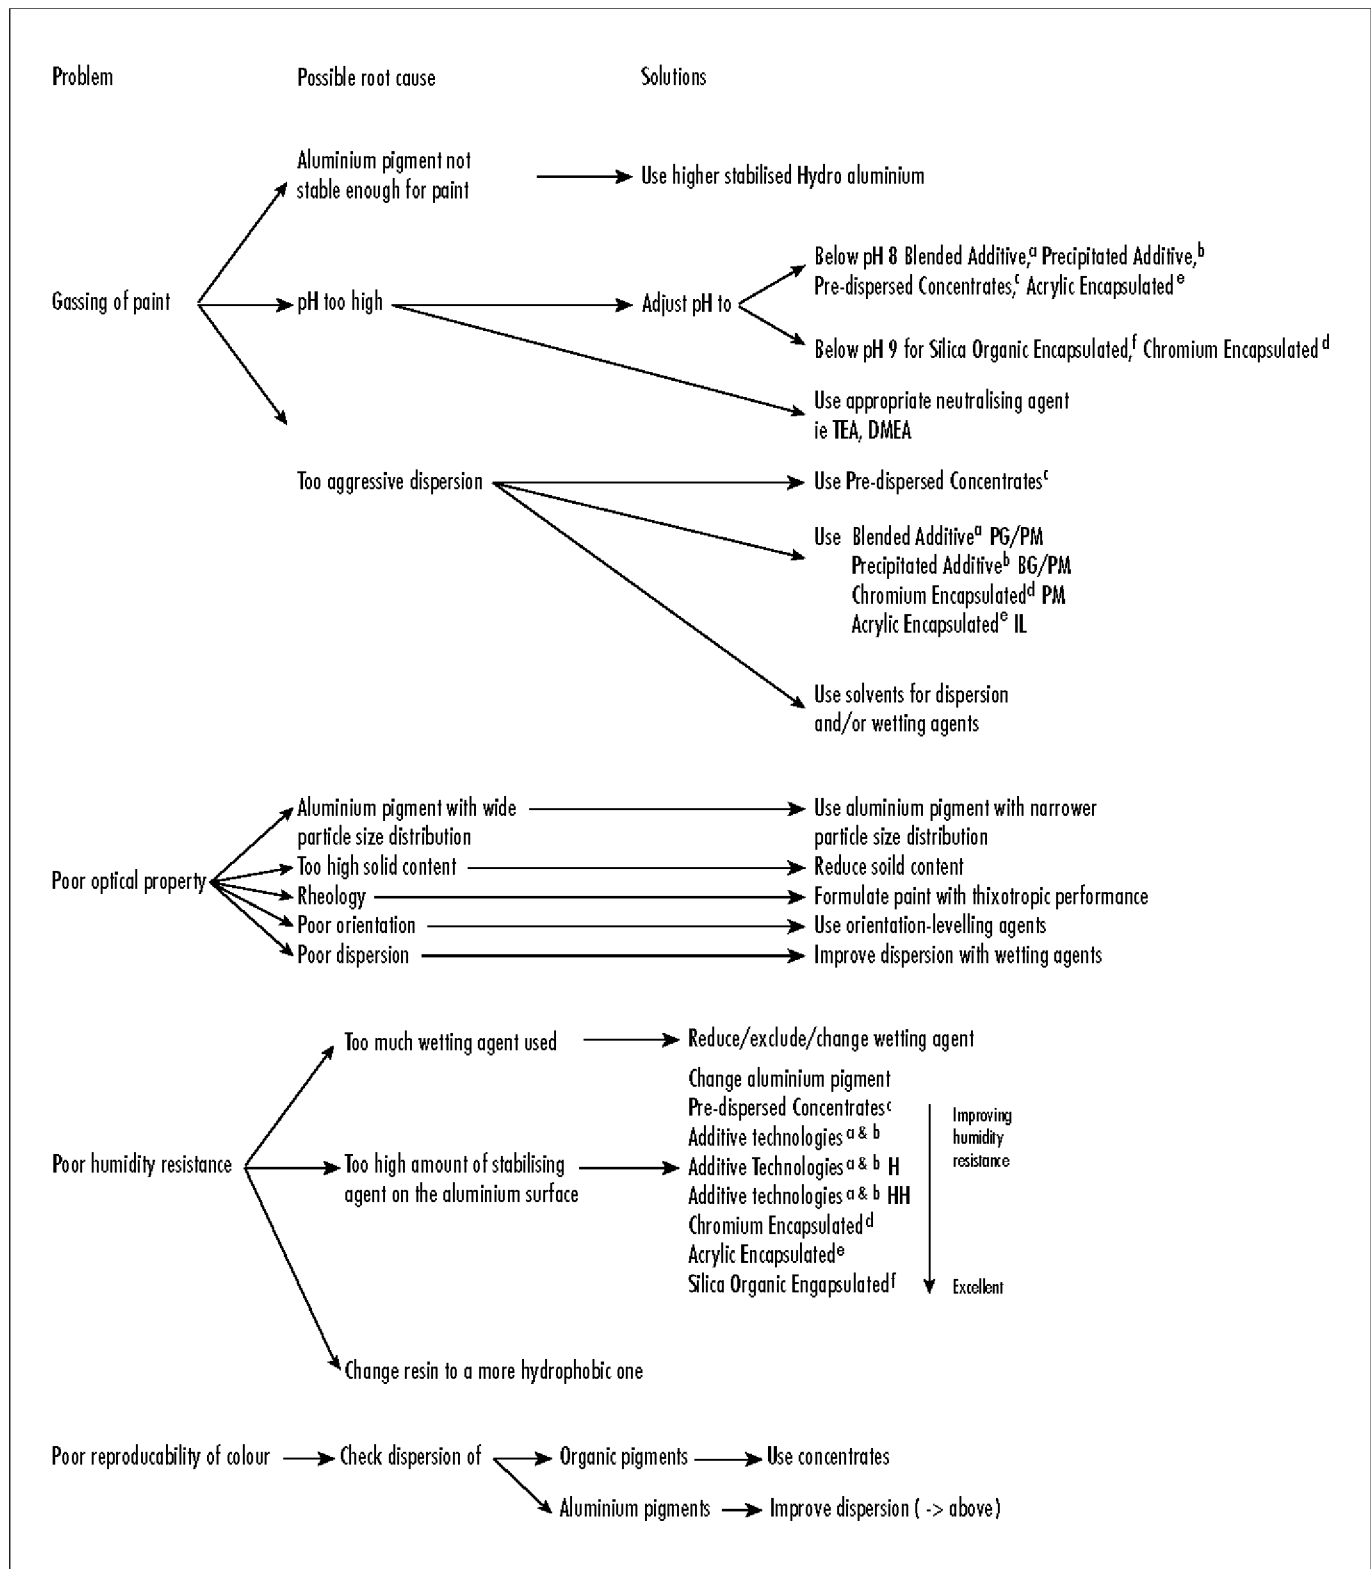 Problem Possible root cause Solutions
Aluminium pigment not
stable enough for paint
Use higher stabilised Hydro aluminium
Gassing of paint
pH too high
Adjust pH to
Below pH 8 Blended Additive,a Precipitated Additive,b
Pre-dispersed Concentrates,c Acrylic Encapsulated e
Below pH 9 for Silica Organic Encapsulated,f Chromium Encapsulated d
Use appropriate neutralising agent
ie TEA, DMEA
Too aggressive dispersion
Use Pre-dispersed Concentratesc
Use Blended Additivea PG/PM
Precipitated Additiveb BG/PM
Chromium Encapsulatedd PM
Acrylic Encapsulatede IL
Use solvents for dispersion
and/or wetting agents
Poor optical property
Aluminium pigment with wide
particle size distribution
Use aluminium pigment with narrower
particle size distribution
Too high solid content
Reduce soild content
Rheology
Formulate paint with thixotropic performance
Poor orientation
Use orientation-levelling agents
Poor dispersion
Improve dispersion with wetting agents
Poor humidity resistance
Too much wetting agent used
Reduce/exclude/change wetting agent
Too high amount of stabilising
agent on the aluminium surface
Change aluminium pigment
Pre-dispersed Concentratesc
Additive technologies a & b
Additive Technologies a & b H
Additive technologies a & b HH
Chromium Encapsulated d
Acrylic Encapsulatede
Silica Organic Engapsulatedf
Improving
humidity
resistance
Excellent
Change resin to a more hydrophobic one
Poor reproducability of colour
Check dispersion of
Organic pigments
Use concentrates
Aluminium pigments
Improve dispersion ( -> above)